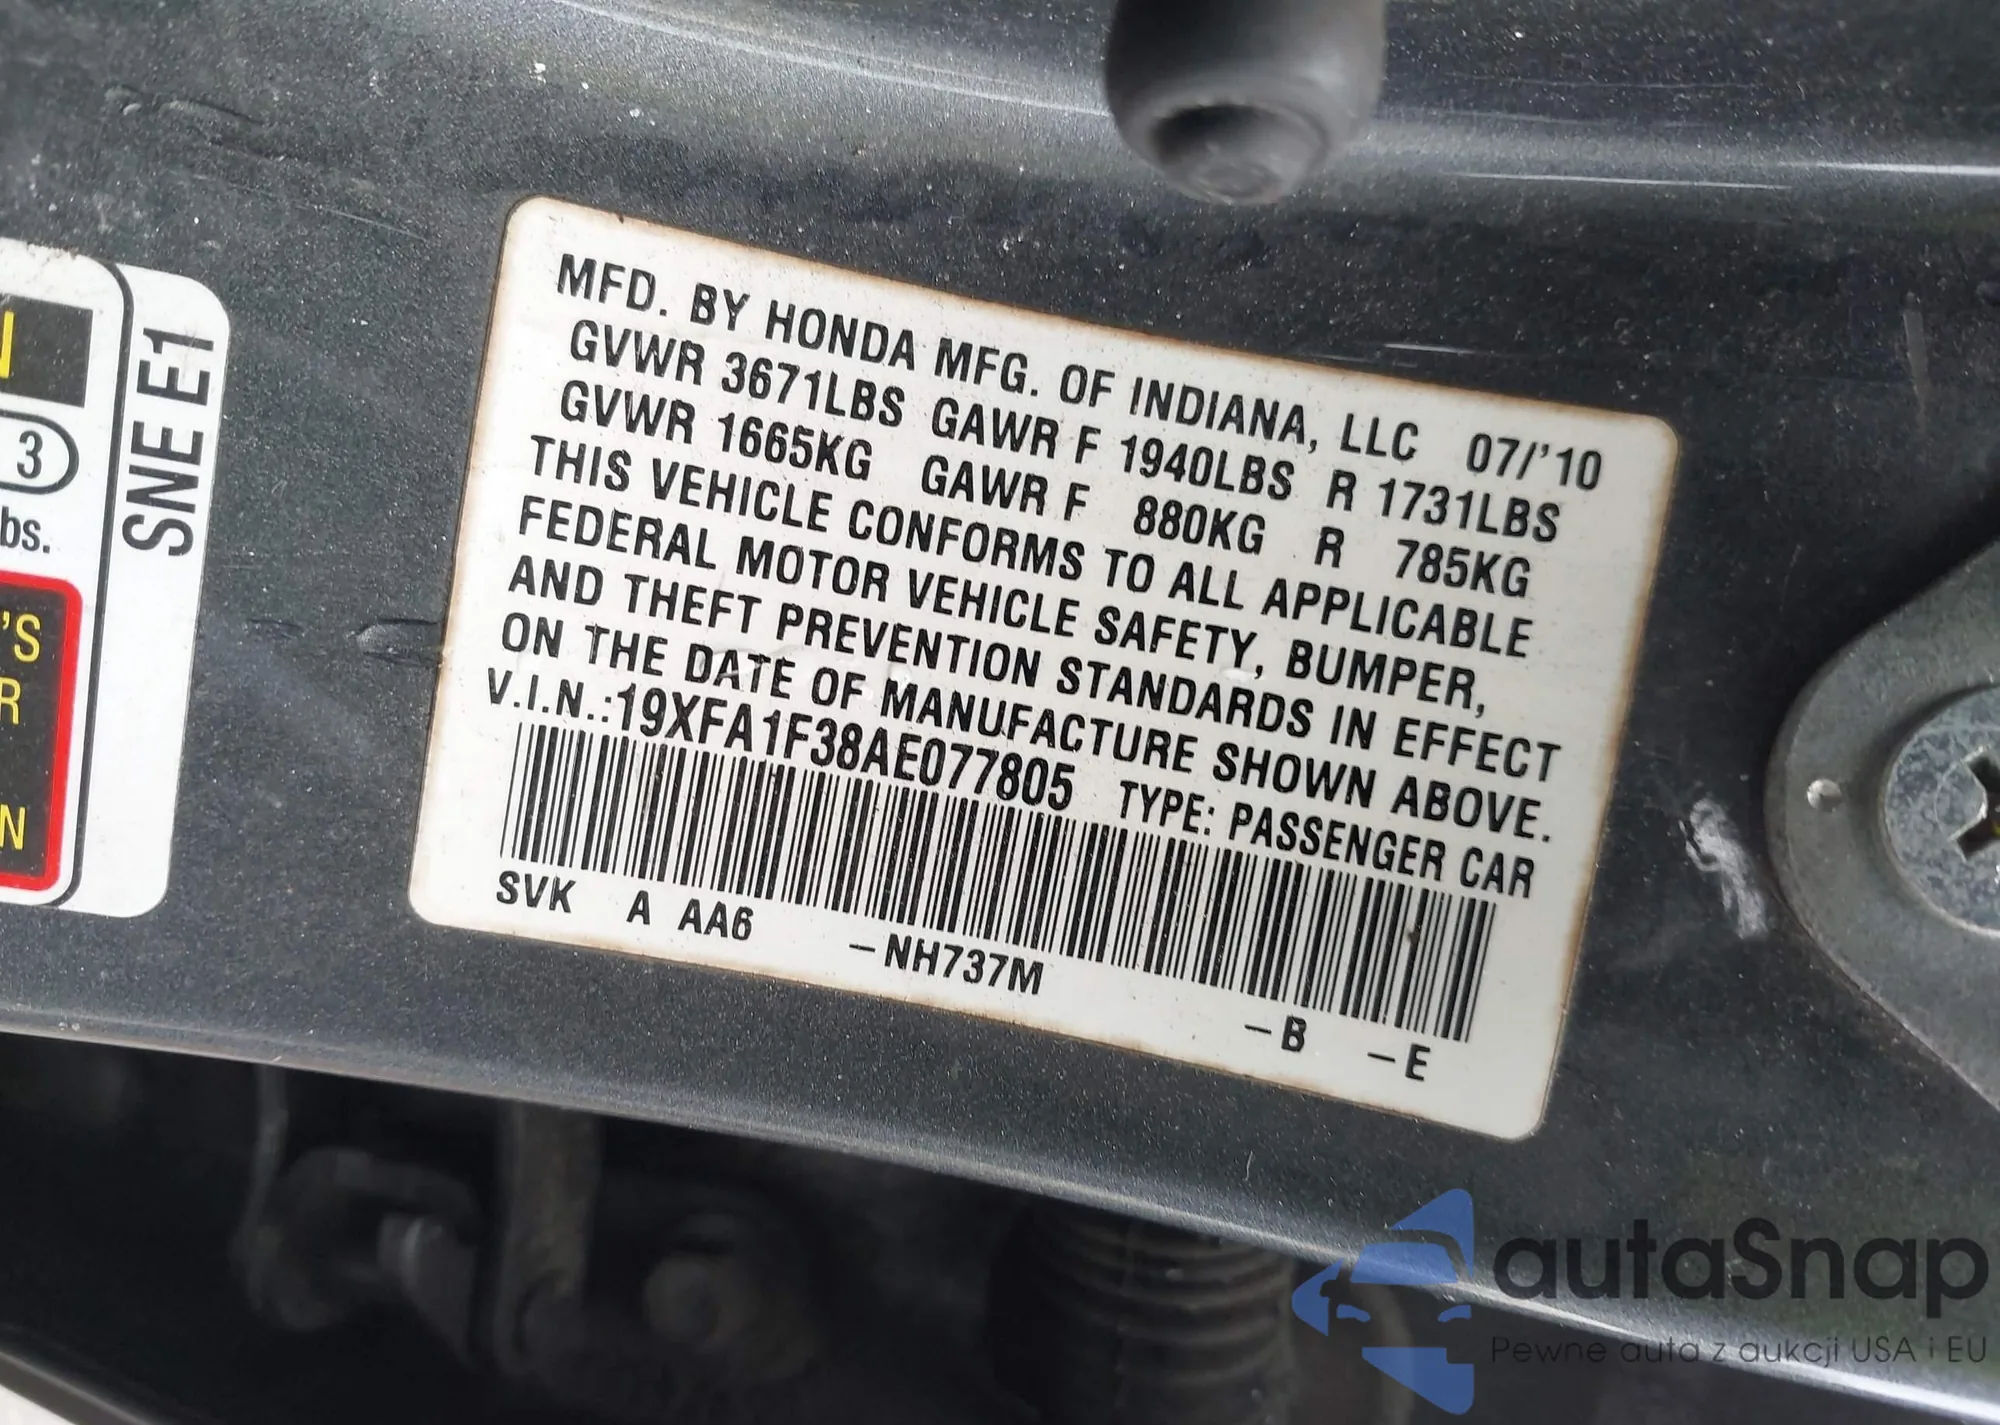 MFD. BY HONDA MFG. OF INDIANA, LLC 07/'10
GVWR 3671LBS GAWR F 1940LBS R 1731LBS
GVWR 1665KG GAWR F 880KG R 785KG
THIS VEHICLE CONFORMS TO ALL APPLICABLE
FEDERAL MOTOR VEHICLE SAFETY, BUMPER,
AND THEFT PREVENTION STANDARDS IN EFFECT
ON THE DATE OF MANUFACTURE SHOWN ABOVE.
V.I.N.:19XFA1F38AE077805 TYPE: PASSENGER CAR
SVK A AA6 -NH737M -B -E
SNE E1
3
bs.
'S
R
N
autaSnap
Pewne auta z aukcji USA i EU